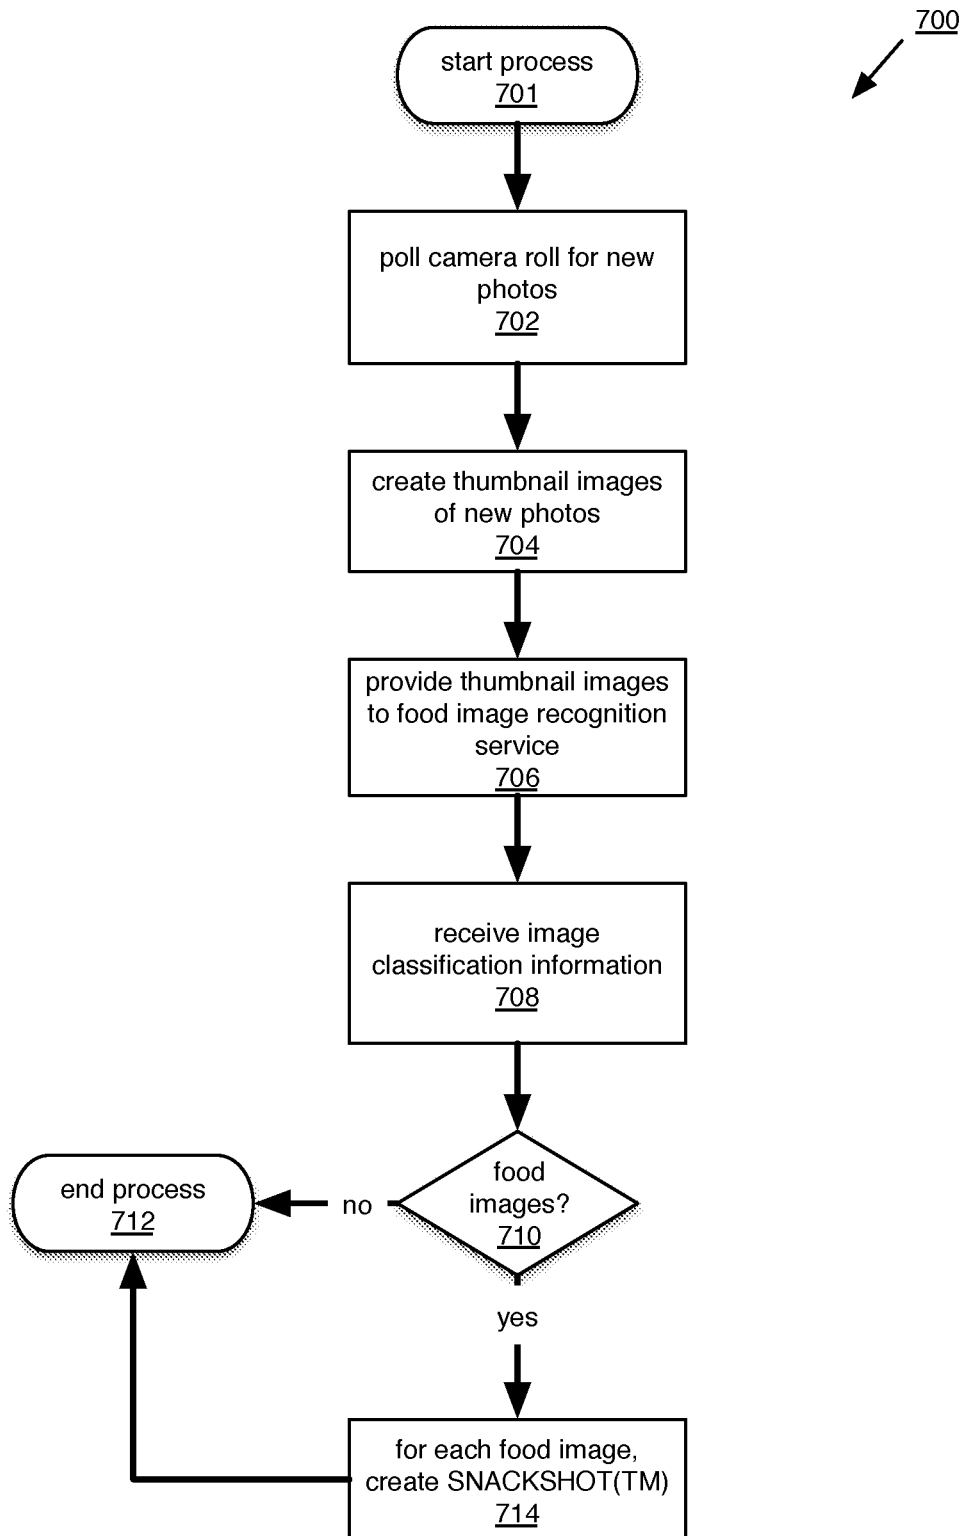 700
start process
701
poll camera roll for new
photos
702
create thumbnail images
of new photos
704
provide thumbnail images
to food image recognition
service
706
receive image
classification information
708
food
images?
710
no
end process
712
yes
for each food image,
create SNACKSHOT(TM)
714